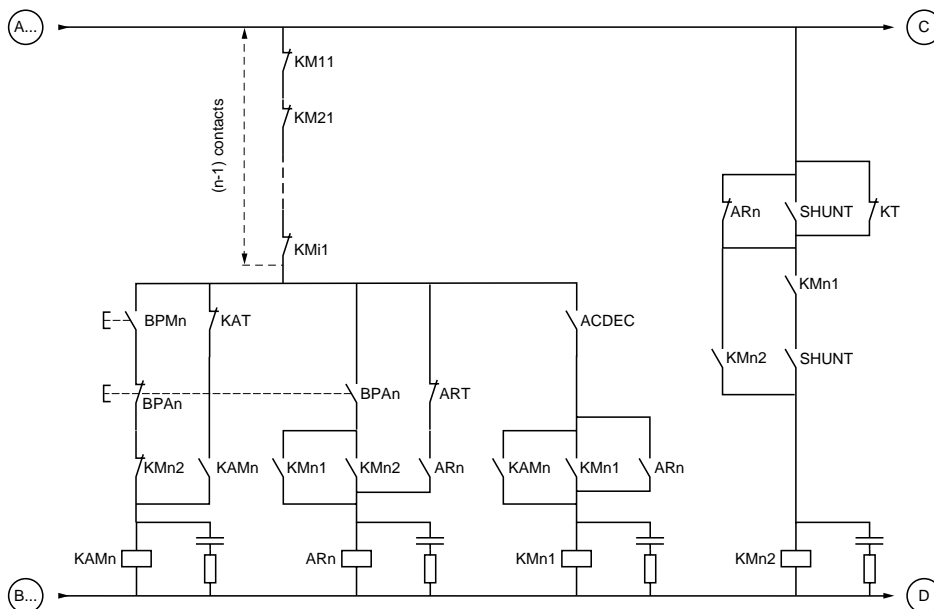 A...
C
KM11
KM21
(n-1) contacts
KMi1
ARn
SHUNT
KT
KMn1
BPMn
KAT
ACDEC
KMn2
SHUNT
BPAn
BPAn
ART
KMn2
KAMn
KMn1
KMn2
ARn
KAMn
KMn1
ARn
KAMn
ARn
KMn1
KMn2
B...
D